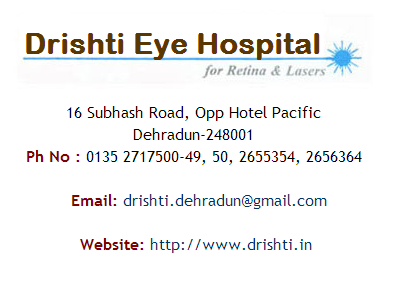 Drishti Eye Hospital
for Retina & Lasers
16 Subhash Road, Opp Hotel Pacific
Dehradun-248001
Ph No : 0135 2717500-49, 50, 2655354, 2656364
Email: drishti.dehradun@gmail.com
Website: http://www.drishti.in